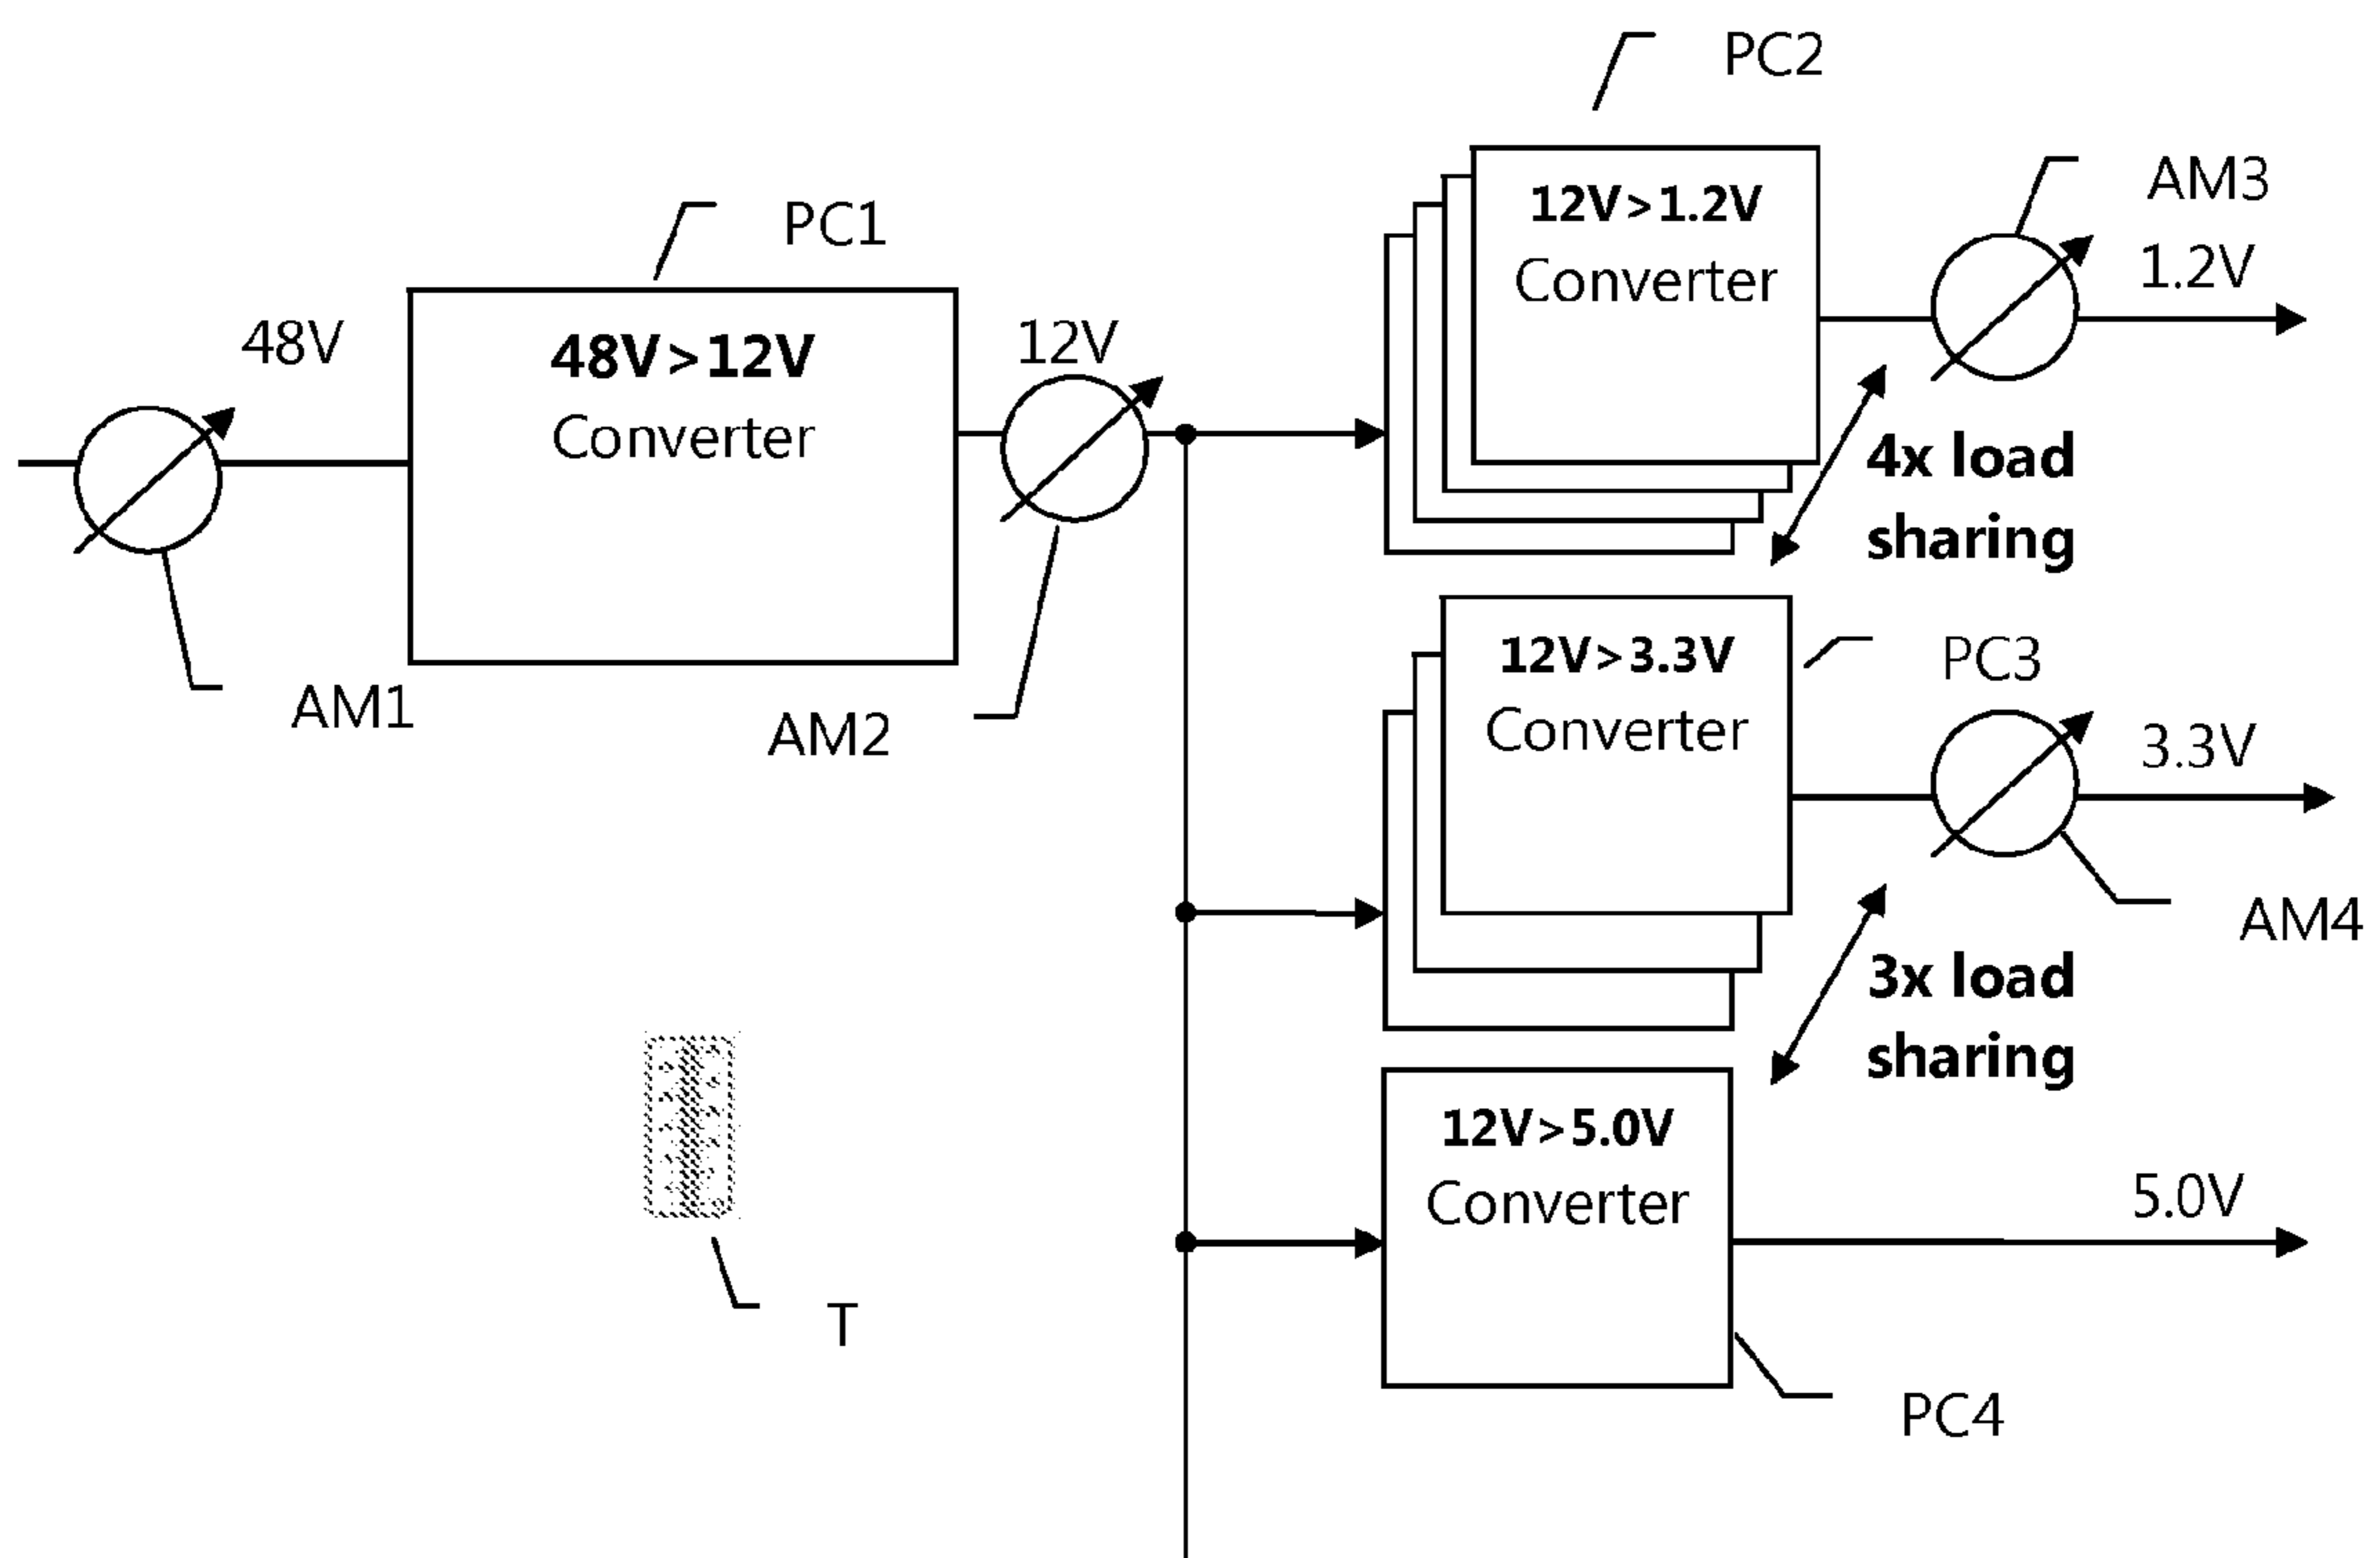 PC2
12V>1.2V
Converter
AM3
1.2V
PC1
48V
48V>12V
Converter
12V
4x load
sharing
AM1
AM2
12V>3.3V
Converter
PC3
3.3V
AM4
3x load
sharing
12V>5.0V
Converter
5.0V
T
PC4